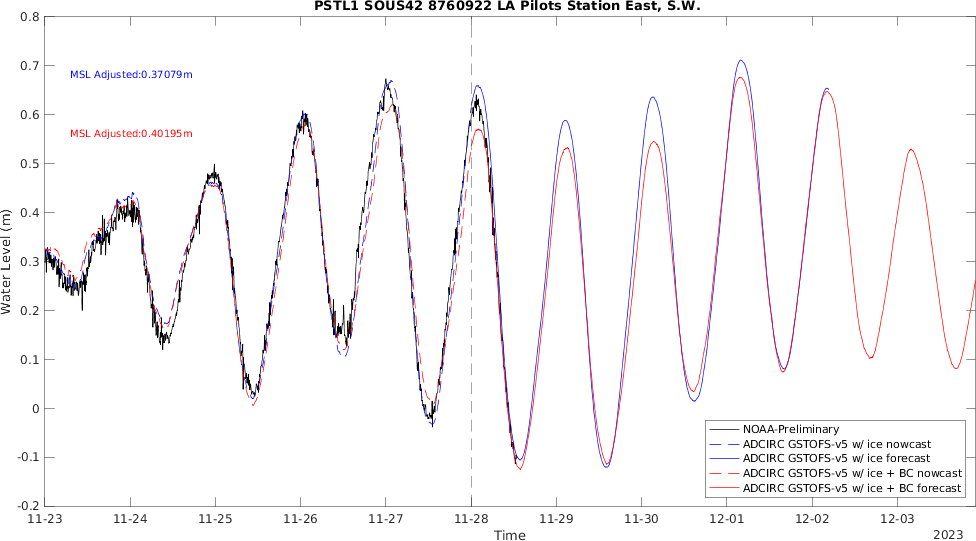 PSTL1 SOUS42 8760922 LA Pilots Station East, S.W.
0.8
0.7
0.6
0.5
0.4
0.3
0.2
0.1
0
-0.1
-0.2
Water Level (m)
MSL Adjusted:0.37079m
MSL Adjusted:0.40195m
NOAA-Preliminary
ADCIRC GSTOFS-v5 w/ ice nowcast
ADCIRC GSTOFS-v5 w/ ice forecast
ADCIRC GSTOFS-v5 w/ ice + BC nowcast
ADCIRC GSTOFS-v5 w/ ice + BC forecast
11-23 11-24 11-25 11-26 11-27 11-28 11-29 11-30 12-01 12-02 12-03
Time
2023